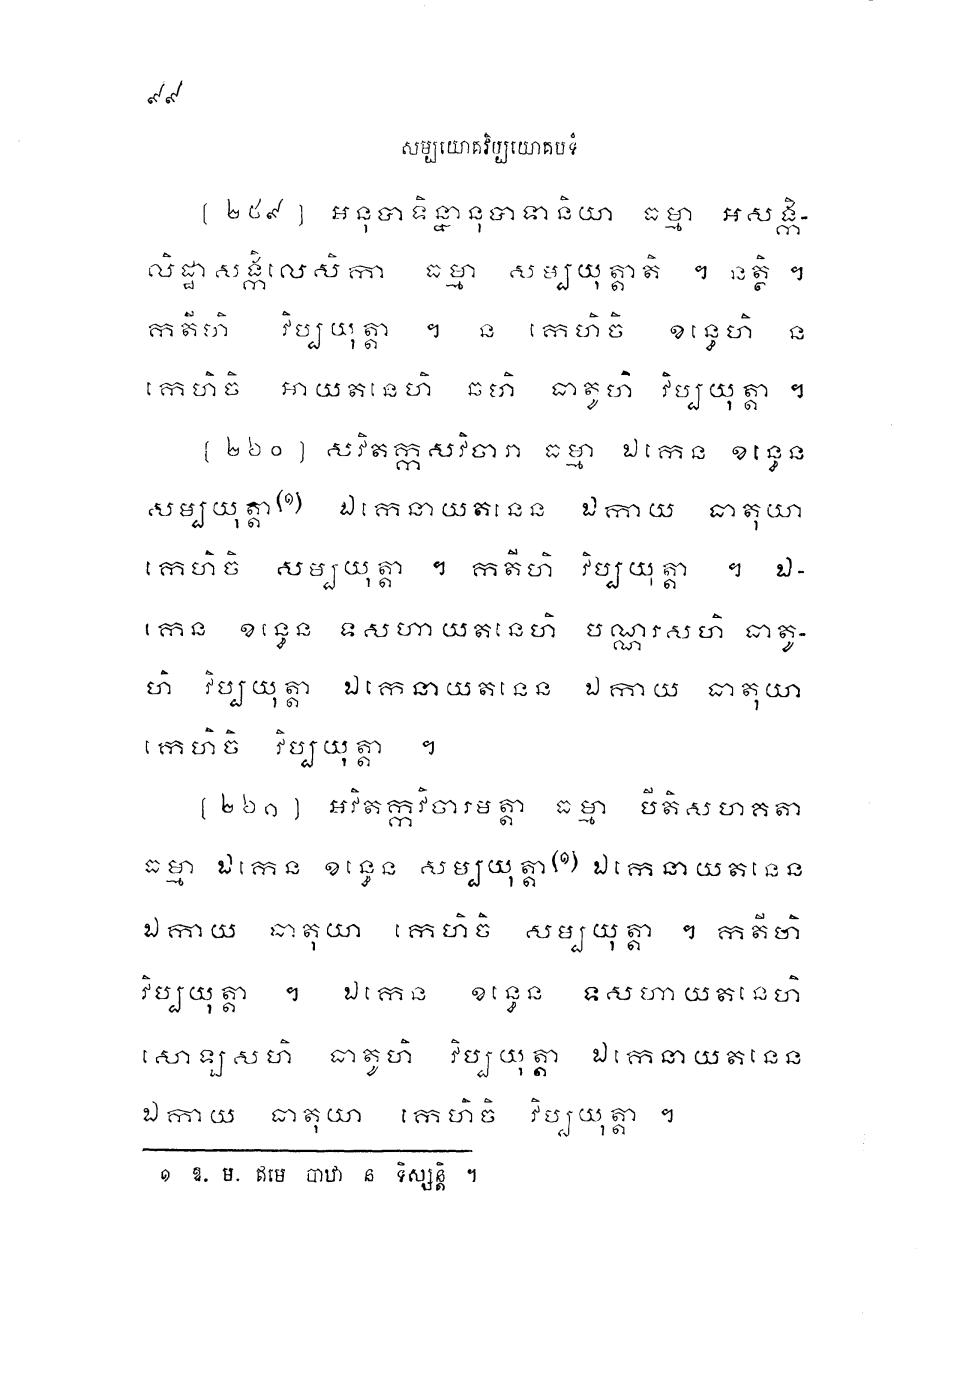 ៩៩
សម្បយោគវិប្បយោគបទំ
[ ២៥៩ ] អនុបាទិន្នានុបាទានិយា ធម្មា អសង្កិ-
លិដ្ឋាសង្កិលេសិកា ធម្មា សម្បយុត្តាតិ ។ នត្ថិ ។
កតីហិ វិប្បយុត្តា ។ ន កេហិចិ ខន្ធេហិ ន
កេហិចិ អាយតនេហិ ឆហិ ធាតូហិ វិប្បយុត្តា ។
[ ២៦០ ] សវិតក្កសវិចារា ធម្មា ឯកេន ខន្ធេន
សម្បយុត្តា(១) ឯកេនាយតនេន ឯកាយ ធាតុយា
កេហិចិ សម្បយុត្តា ។ កតីហិ វិប្បយុត្តា ។ ឯ-
កេន ខន្ធេន ទសហាយតនេហិ បណ្ណរសហិ ធាតូ-
ហិ វិប្បយុត្តា ឯកេនាយតនេន ឯកាយ ធាតុយា
កេហិចិ វិប្បយុត្តា ។
[ ២៦១ ] អវិតក្កវិចារមត្តា ធម្មា បីតិសហគតា
ធម្មា ឯកេន ខន្ធេន សម្បយុត្តា(១) ឯកេនាយតនេន
ឯកាយ ធាតុយា កេហិចិ សម្បយុត្តា ។ កតីហិ
វិប្បយុត្តា ។ ឯកេន ខន្ធេន ទសហាយតនេហិ
សោឡសហិ ធាតូហិ វិប្បយុត្តា ឯកេនាយតនេន
ឯកាយ ធាតុយា កេហិចិ វិប្បយុត្តា ។
១ ឱ. ម. ឥមេ បាឋា ន ទិស្សន្តិ ។